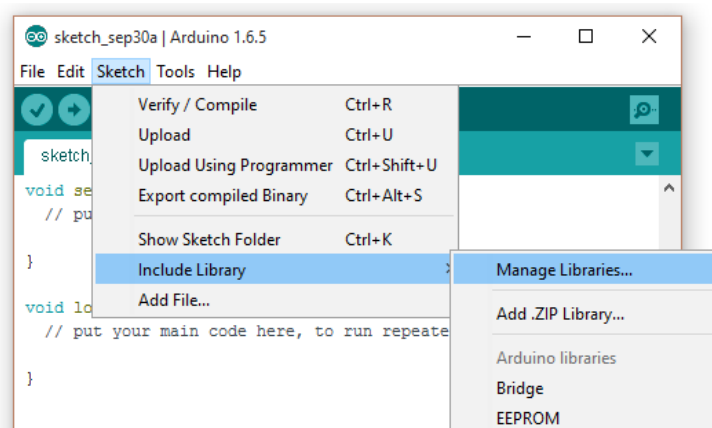 sketch_sep30a | Arduino 1.6.5
File Edit Sketch Tools Help
Verify / Compile Ctrl+R
Upload Ctrl+U
sketch_
Upload Using Programmer Ctrl+Shift+U
void se
Export compiled Binary Ctrl+Alt+S
// pu
Show Sketch Folder Ctrl+K
}
Include Library
Manage Libraries...
Add File...
void lo
Add .ZIP Library...
// put your main code here, to run repeate
Arduino libraries
}
Bridge
EEPROM